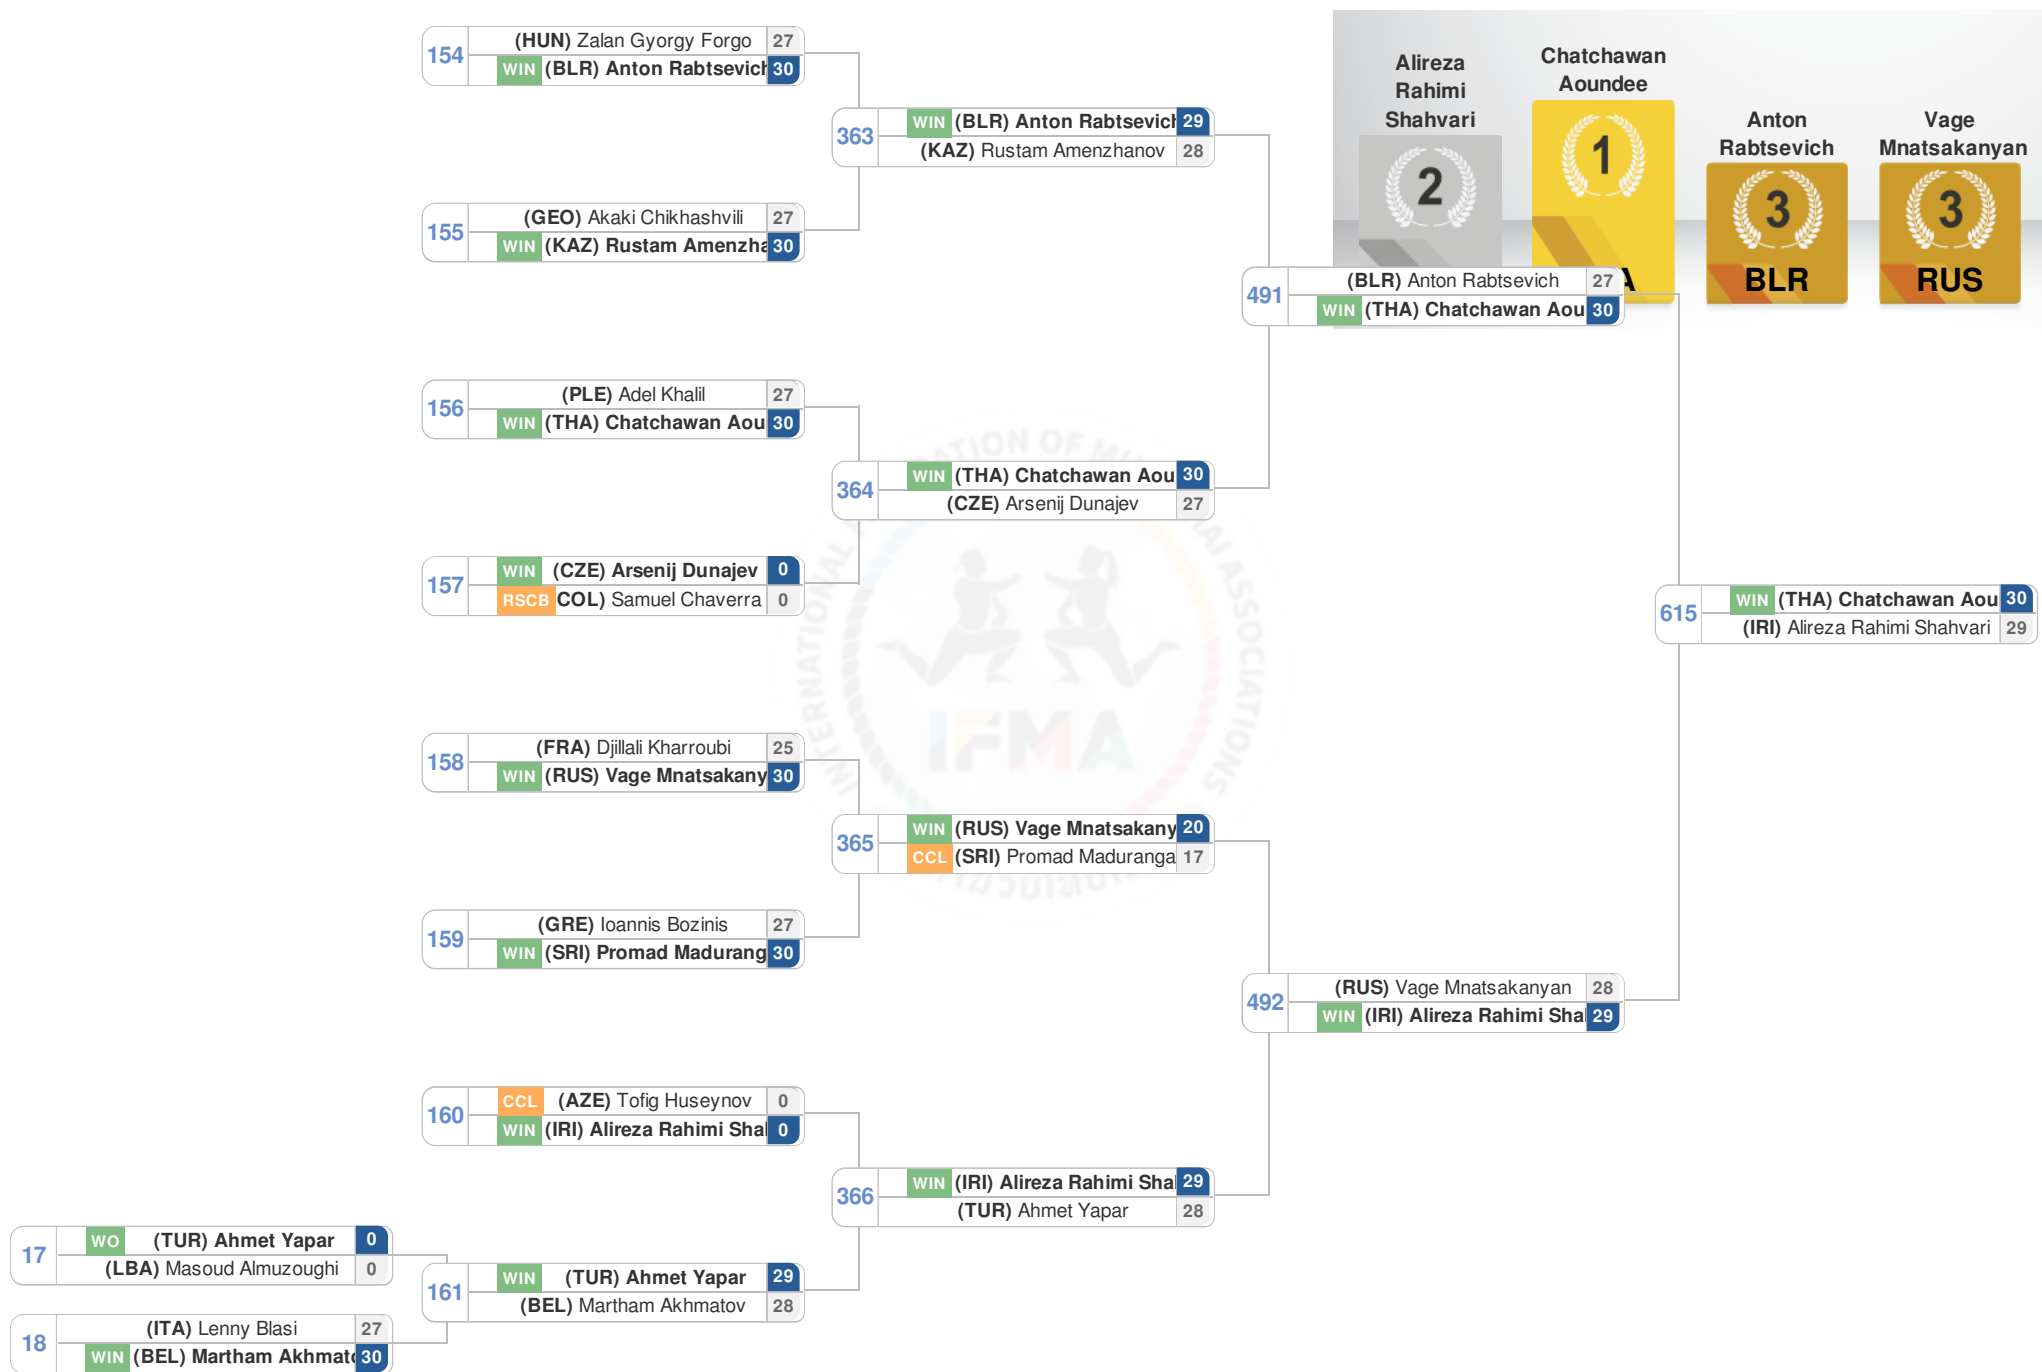 154
(HUN) Zalan Gyorgy Forgo 27
WIN (BLR) Anton Rabtsevich 30
155
(GEO) Akaki Chikhashvili 27
WIN (KAZ) Rustam Amenzha 30
156
(PLE) Adel Khalil 27
WIN (THA) Chatchawan Aou 30
157
WIN (CZE) Arsenij Dunajev 0
RSCB COL) Samuel Chaverra 0
158
(FRA) Djillali Kharroubi 25
WIN (RUS) Vage Mnatsakany 30
159
(GRE) Ioannis Bozinis 27
WIN (SRI) Promad Madurang 30
160
CCL (AZE) Tofig Huseynov 0
WIN (IRI) Alireza Rahimi Sha 0
17
WO (TUR) Ahmet Yapar 0
(LBA) Masoud Almuzoughi 0
18
(ITA) Lenny Blasi 27
WIN (BEL) Martham Akhmato 30
161
WIN (TUR) Ahmet Yapar 29
(BEL) Martham Akhmatov 28
363
WIN (BLR) Anton Rabtsevich 29
(KAZ) Rustam Amenzhanov 28
364
WIN (THA) Chatchawan Aou 30
(CZE) Arsenij Dunajev 27
365
WIN (RUS) Vage Mnatsakany 20
CCL (SRI) Promad Maduranga 17
366
WIN (IRI) Alireza Rahimi Sha 29
(TUR) Ahmet Yapar 28
491
(BLR) Anton Rabtsevich 27
WIN (THA) Chatchawan Aou 30
492
(RUS) Vage Mnatsakanyan 28
WIN (IRI) Alireza Rahimi Sha 29
615
WIN (THA) Chatchawan Aou 30
(IRI) Alireza Rahimi Shahvari 29
Alireza
Rahimi
Shahvari
2
Chatchawan
Aoundee
1
A
Anton
Rabtsevich
3
BLR
Vage
Mnatsakanyan
3
RUS
INTERNATIONAL
ATION OF MU
AI ASSOCIATIONS
IFMA